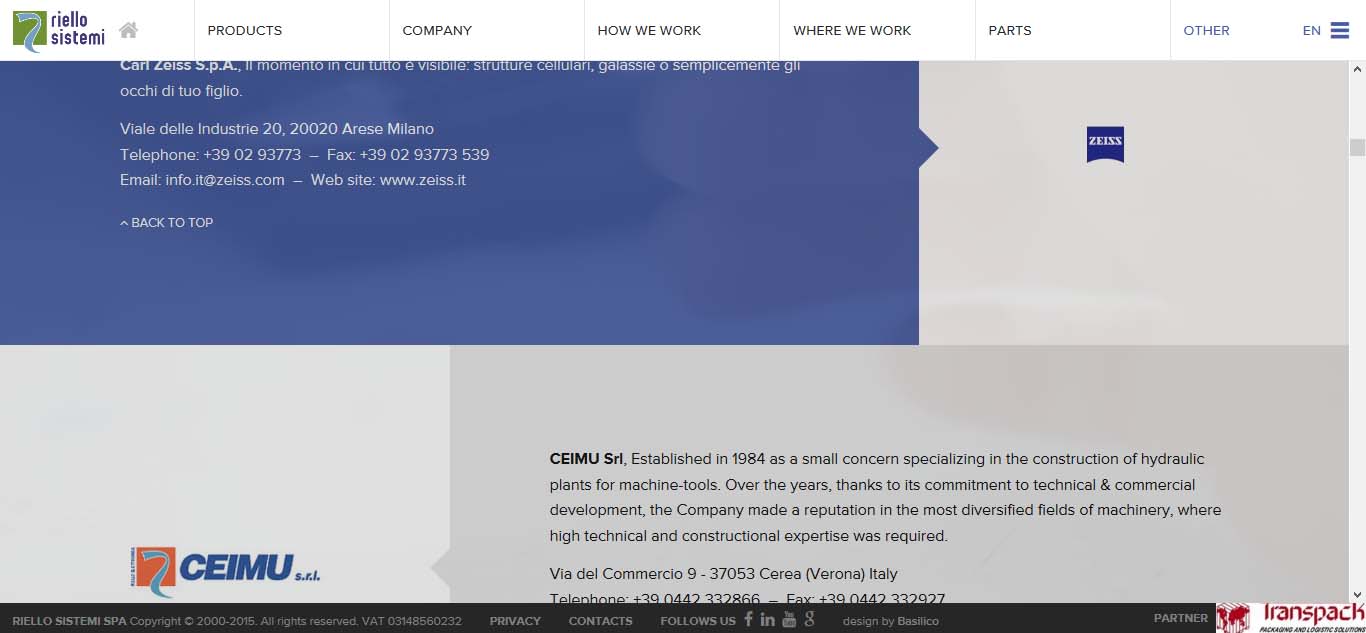 riello
sistemi
PRODUCTS
COMPANY
HOW WE WORK
WHERE WE WORK
PARTS
OTHER
EN
Carl Zeiss S.p.A., Il momento in cui tutto è visibile: strutture cellulari, galassie o semplicemente gli
occhi di tuo figlio.
Viale delle Industrie 20, 20020 Arese Milano
Telephone: +39 02 93773 – Fax: +39 02 93773 539
Email: info.it@zeiss.com – Web site: www.zeiss.it
BACK TO TOP
ZEISS
CEIMU Srl, Established in 1984 as a small concern specializing in the construction of hydraulic
plants for machine-tools. Over the years, thanks to its commitment to technical & commercial
development, the Company made a reputation in the most diversified fields of machinery, where
high technical and constructional expertise was required.
CEIMU s.r.l.
Via del Commercio 9 - 37053 Cerea (Verona) Italy
Telephone: +39 0442 332866 – Fax: +39 0442 332927
RIELLO SISTEMI SPA Copyright © 2000-2015. All rights reserved. VAT 03148560232
PRIVACY
CONTACTS
FOLLOWS US
design by Basilico
PARTNER
Transpack
PACKAGING AND LOGISTIC SOLUTIONS